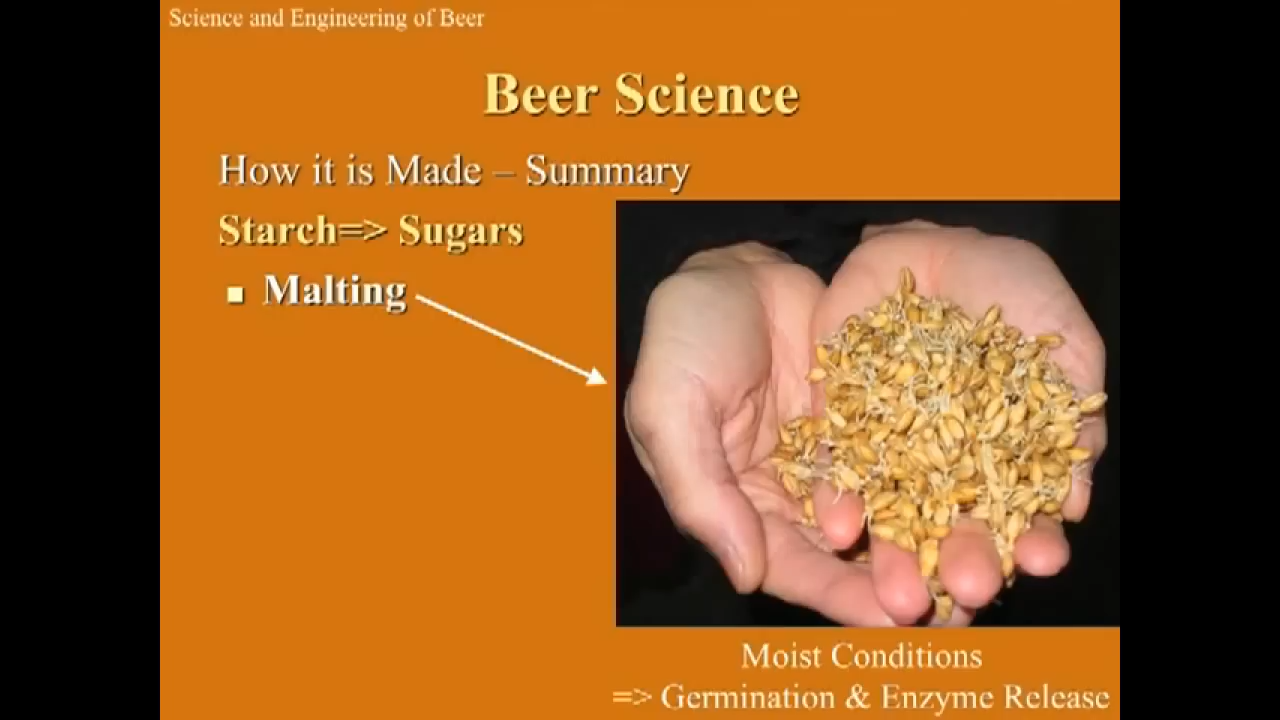 Science and Engineering of Beer
Beer Science
How it is Made – Summary
Starch=> Sugars
Malting
Moist Conditions
=> Germination & Enzyme Release